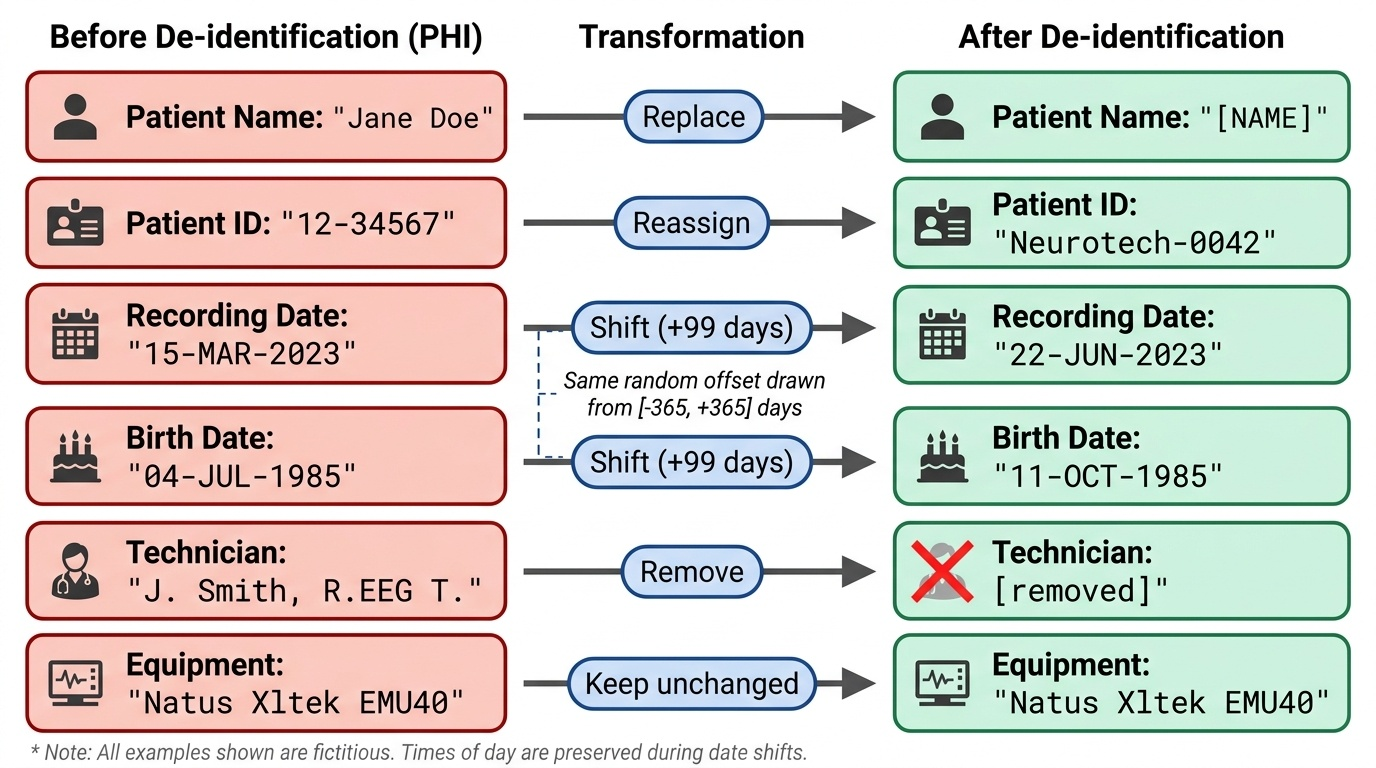 Before De-identification (PHI)
Transformation
After De-identification
Patient Name: "Jane Doe"
Replace
Patient Name: "[NAME]"
Patient ID: "12-34567"
Reassign
Patient ID:
"Neurotech-0042"
Recording Date:
"15-MAR-2023"
Shift (+99 days)
Recording Date:
"22-JUN-2023"
Same random offset drawn
from [-365, +365] days
Birth Date:
"04-JUL-1985"
Shift (+99 days)
Birth Date:
"11-OCT-1985"
Technician:
"J. Smith, R.EEG T."
Remove
Technician:
[removed]"
Equipment:
"Natus Xltek EMU40"
Keep unchanged
Equipment:
"Natus Xltek EMU40"
* Note: All examples shown are fictitious. Times of day are preserved during date shifts.